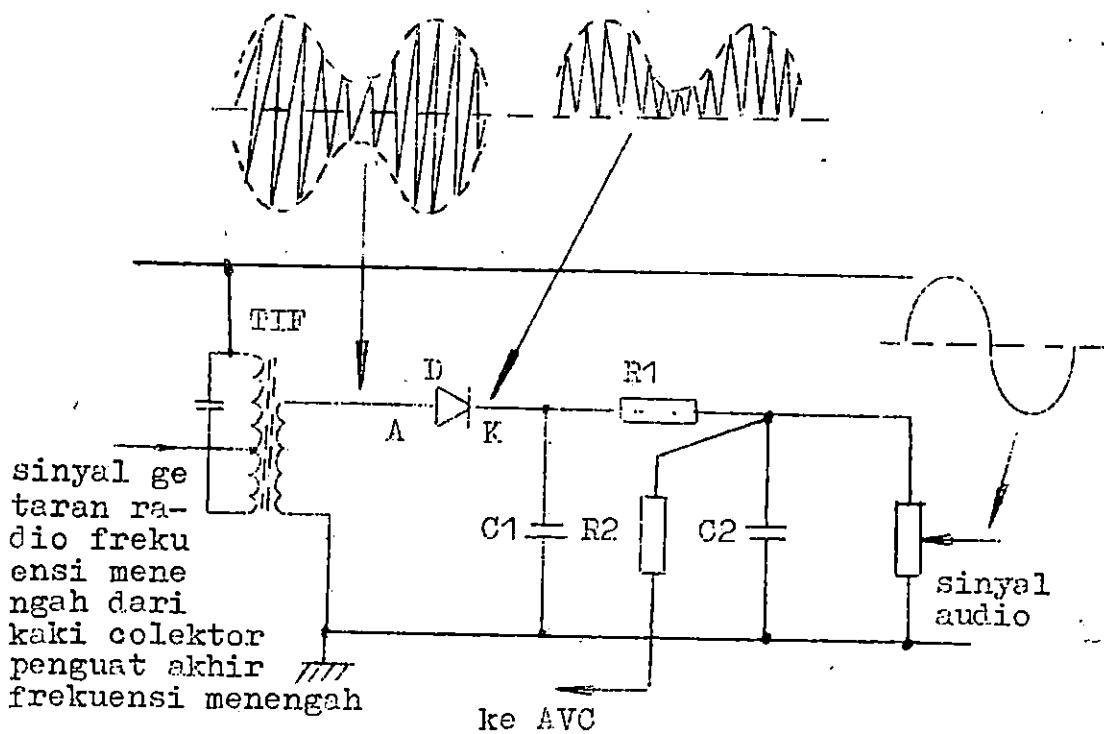 TIF
D
R1
A
K
sinyal ge
taran ra-
dio freku
ensi mene
ngah dari
kaki colektor
penguat akhir
frekuensi menengah
C1
R2
C2
sinyal
audio
ke AVC